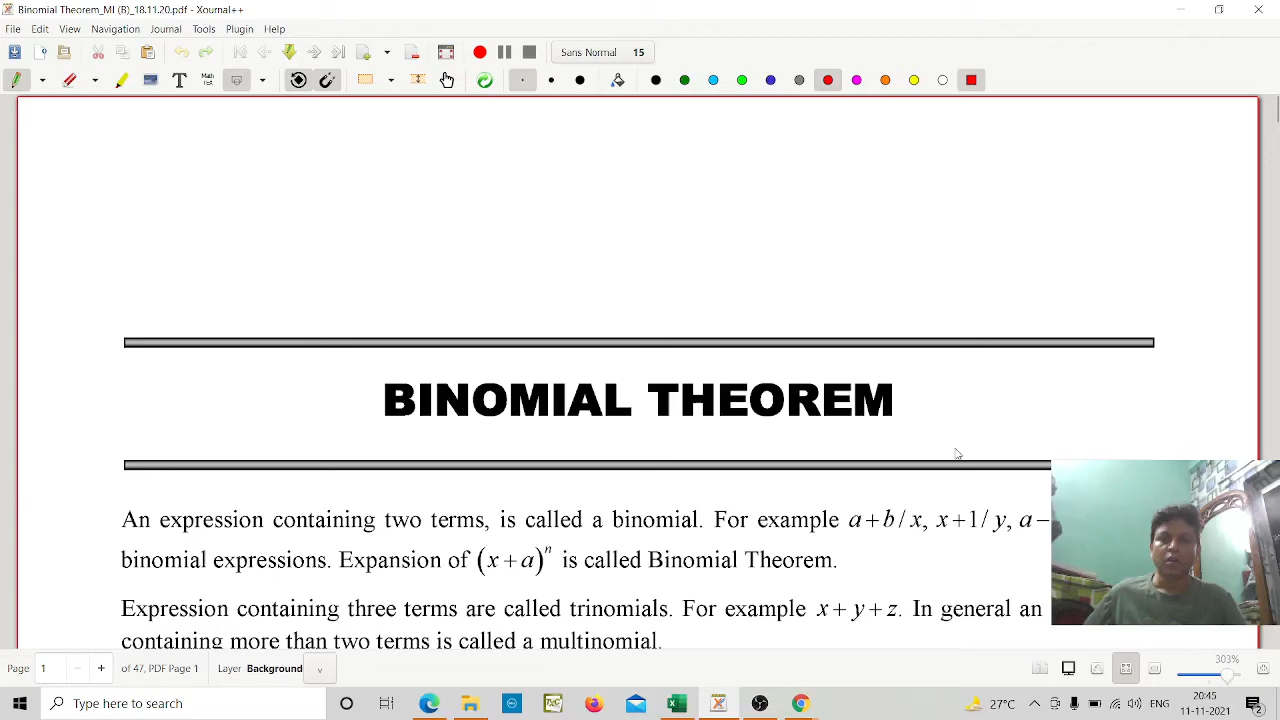 Binomial Theorem_MI (B)_18.11.20.pdf - Xournal++
File Edit View Navigation Journal Tools Plugin Help
Sans Normal 15
BINOMIAL THEOREM
An expression containing two terms, is called a binomial. For example a+b/x, x+1/y, a−
binomial expressions. Expansion of (x+a)^n is called Binomial Theorem.
Expression containing three terms are called trinomials. For example x+y+z. In general an
containing more than two terms is called a multinomial.
Page 1 of 47, PDF Page 1 Layer Background 303%
Type here to search 27°C ENG 20:45
11-11-2021 2